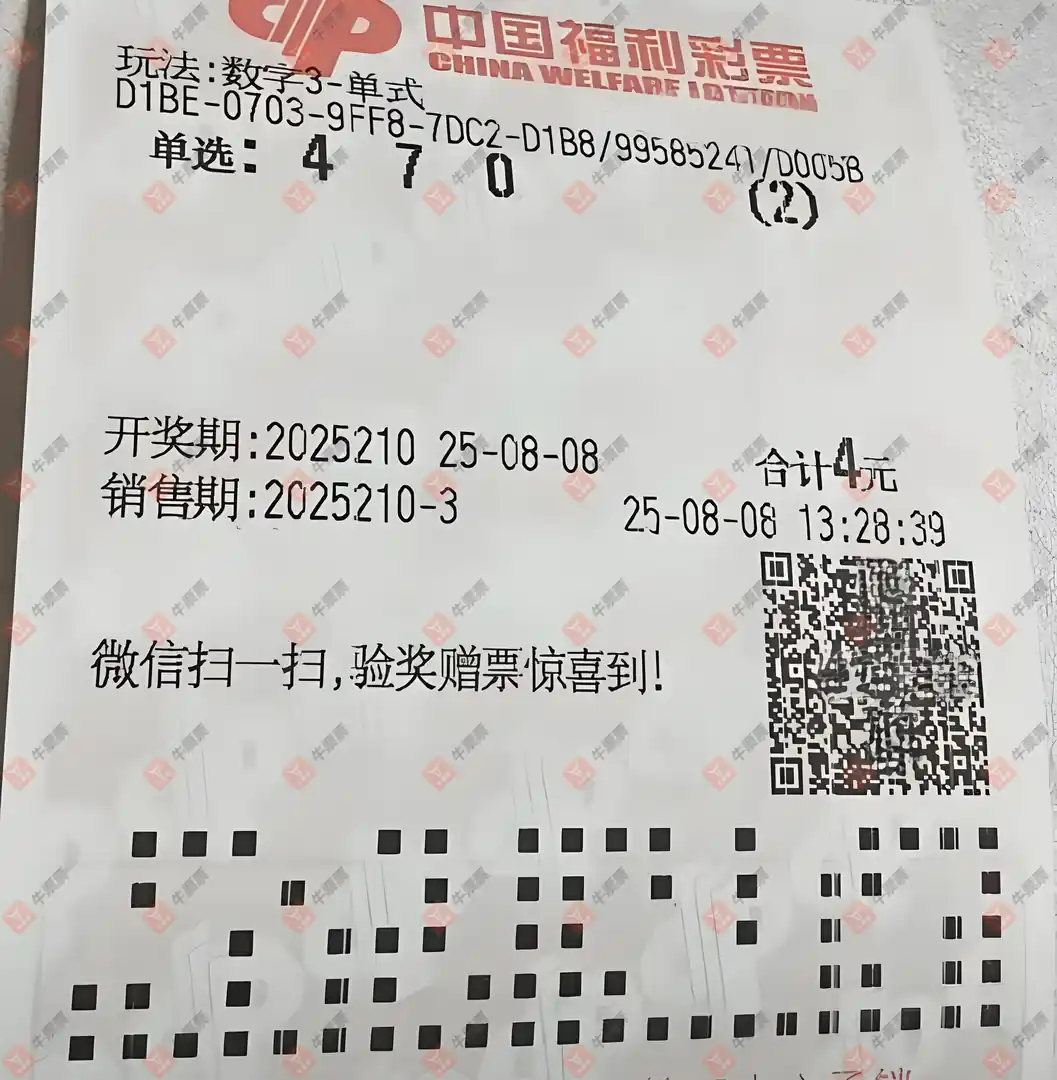 中国福利彩票
CHINA WELFARE LOTTERY
玩法:数字3-单式
D1BE-0703-9FF8-7DC2-D1B8/99585241/D005B
单选: 4 7 0 (2)
开奖期:2025210 25-08-08 合计4元
销售期:2025210-3 25-08-08 13:28:39
微信扫一扫,验奖赠票惊喜到!